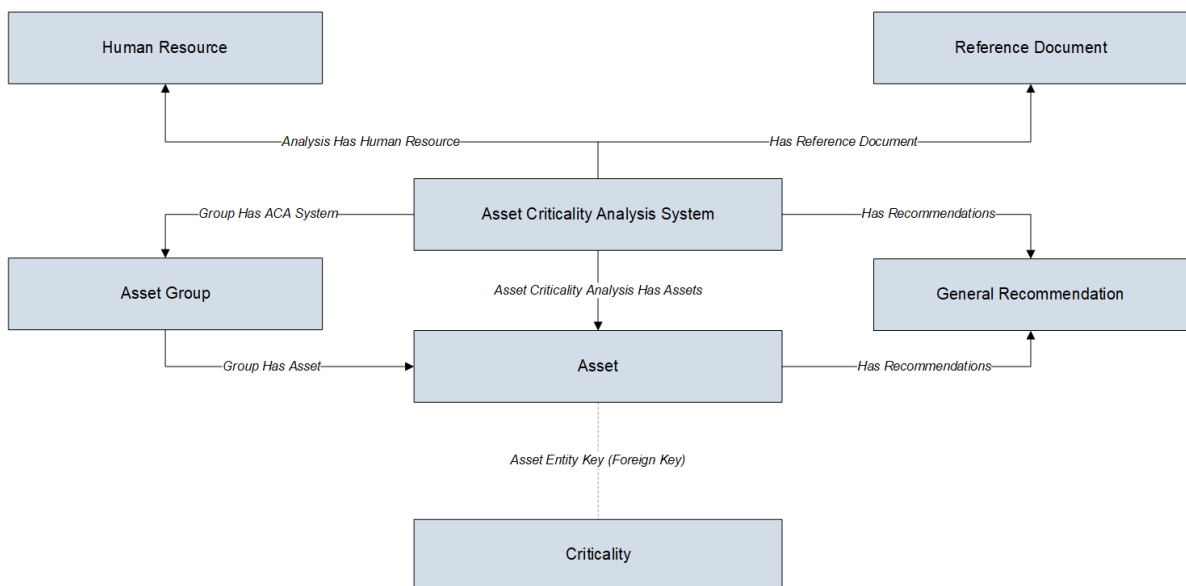 Human Resource
Reference Document
Analysis Has Human Resource
Has Reference Document
Asset Criticality Analysis System
Group Has ACA System
Has Recommendations
Asset Group
Asset Criticality Analysis Has Assets
General Recommendation
Group Has Asset
Asset
Has Recommendations
Asset Entity Key (Foreign Key)
Criticality